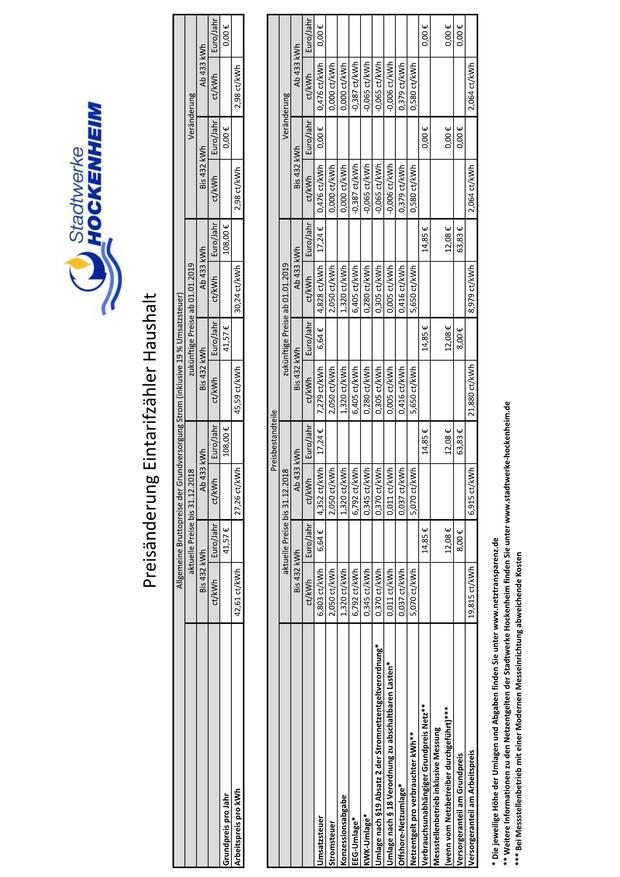 Stadtwerke
HOCKENHEIM
Preisänderung Eintarifzähler Haushalt
Allgemeine Bruttopreise der Grundversorgung Strom (inklusive 19 % Umsatzsteuer)
aktuelle Preise bis 31.12.2018 zukünftige Preise ab 01.01.2019 Veränderung
Bis 432 kWh Ab 433 kWh Bis 432 kWh Ab 433 kWh Bis 432 kWh Ab 433 kWh
ct/kWh Euro/Jahr ct/kWh Euro/Jahr ct/kWh Euro/Jahr ct/kWh Euro/Jahr ct/kWh Euro/Jahr ct/kWh Euro/Jahr
Grundpreis pro Jahr 41,57 € 108,00 € 41,57 € 108,00 € 0,00 € 0,00 €
Arbeitspreis pro kWh 42,61 ct/kWh 27,26 ct/kWh 45,59 ct/kWh 30,24 ct/kWh 2,98 ct/kWh 2,98 ct/kWh
Preisbestandteile
aktuelle Preise bis 31.12.2018 zukünftige Preise ab 01.01.2019 Veränderung
Bis 432 kWh Ab 433 kWh Bis 432 kWh Ab 433 kWh Bis 432 kWh Ab 433 kWh
ct/kWh Euro/Jahr ct/kWh Euro/Jahr ct/kWh Euro/Jahr ct/kWh Euro/Jahr ct/kWh Euro/Jahr ct/kWh Euro/Jahr
Umsatzsteuer 6,803 ct/kWh 6,64 € 4,352 ct/kWh 17,24 € 7,279 ct/kWh 6,64 € 4,828 ct/kWh 17,24 € 0,476 ct/kWh 0,00 € 0,476 ct/kWh 0,00 €
Stromsteuer 2,050 ct/kWh 2,050 ct/kWh 2,050 ct/kWh 2,050 ct/kWh 0,000 ct/kWh 0,000 ct/kWh
Konzessionsabgabe 1,320 ct/kWh 1,320 ct/kWh 1,320 ct/kWh 1,320 ct/kWh 0,000 ct/kWh 0,000 ct/kWh
EEG-Umlage* 6,792 ct/kWh 6,792 ct/kWh 6,405 ct/kWh 6,405 ct/kWh -0,387 ct/kWh -0,387 ct/kWh
KWK-Umlage* 0,345 ct/kWh 0,345 ct/kWh 0,280 ct/kWh 0,280 ct/kWh -0,065 ct/kWh -0,065 ct/kWh
Umlage nach §19 Absatz 2 der Stromnetzentgeltverordnung* 0,370 ct/kWh 0,370 ct/kWh 0,305 ct/kWh 0,305 ct/kWh -0,065 ct/kWh -0,065 ct/kWh
Umlage nach § 18 Verordnung zu abschaltbaren Lasten* 0,011 ct/kWh 0,011 ct/kWh 0,005 ct/kWh 0,005 ct/kWh -0,006 ct/kWh -0,006 ct/kWh
Offshore-Netzumlage* 0,037 ct/kWh 0,037 ct/kWh 0,416 ct/kWh 0,416 ct/kWh 0,379 ct/kWh 0,379 ct/kWh
Netzentgelt pro verbrauchter kWh** 5,070 ct/kWh 5,070 ct/kWh 5,650 ct/kWh 5,650 ct/kWh 0,580 ct/kWh 0,580 ct/kWh
Verbrauchsunabhängiger Grundpreis Netz** 14,85 € 14,85 € 14,85 € 14,85 € 0,00 € 0,00 €
Messstellenbetrieb inklusive Messung
(wenn vom Netzbetreiber durchgeführt)*** 12,08 € 12,08 € 12,08 € 12,08 € 0,00 € 0,00 €
Versorgeranteil am Grundpreis 8,00 € 63,83 € 8,00 € 63,83 € 0,00 € 0,00 €
Versorgeranteil am Arbeitspreis 19,815 ct/kWh 6,915 ct/kWh 21,880 ct/kWh 8,979 ct/kWh 2,064 ct/kWh 2,064 ct/kWh
* Die jeweilige Höhe der Umlagen und Abgaben finden Sie unter www.netztransparenz.de
** Weitere Informationen zu den Netzentgelten der Stadtwerke Hockenheim finden Sie unter www.stadtwerke-hockenheim.de
*** Bei Messstellenbetrieb mit einer Modernen Messeinrichtung abweichende Kosten